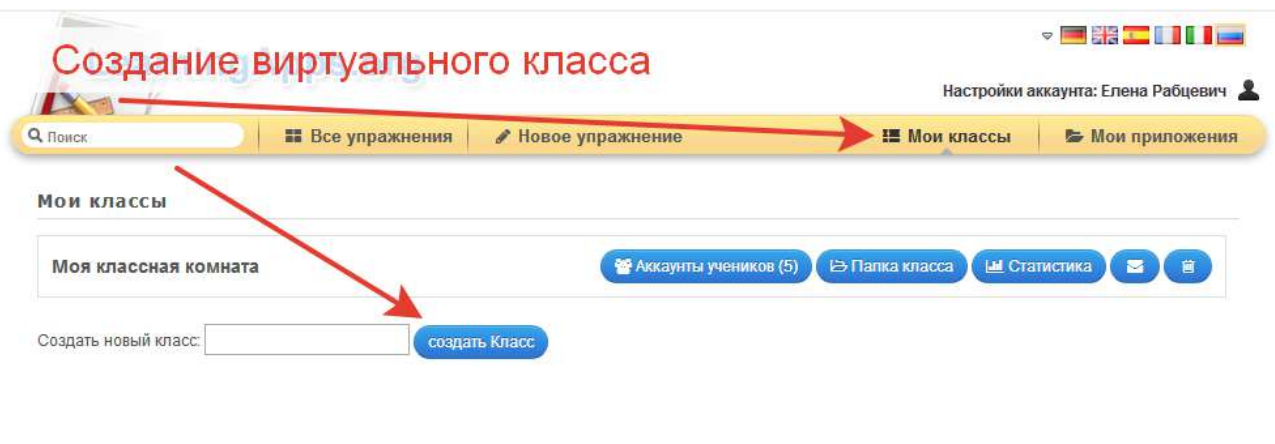 Создание виртуального класса
Настройки аккаунта: Елена Рабцевич
Поиск
Все упражнения
Новое упражнение
Мои классы
Мои приложения
Мои классы
Моя классная комната
Аккаунты учеников (5)
Папка класса
Статистика
Создать новый класс:
создать Класс